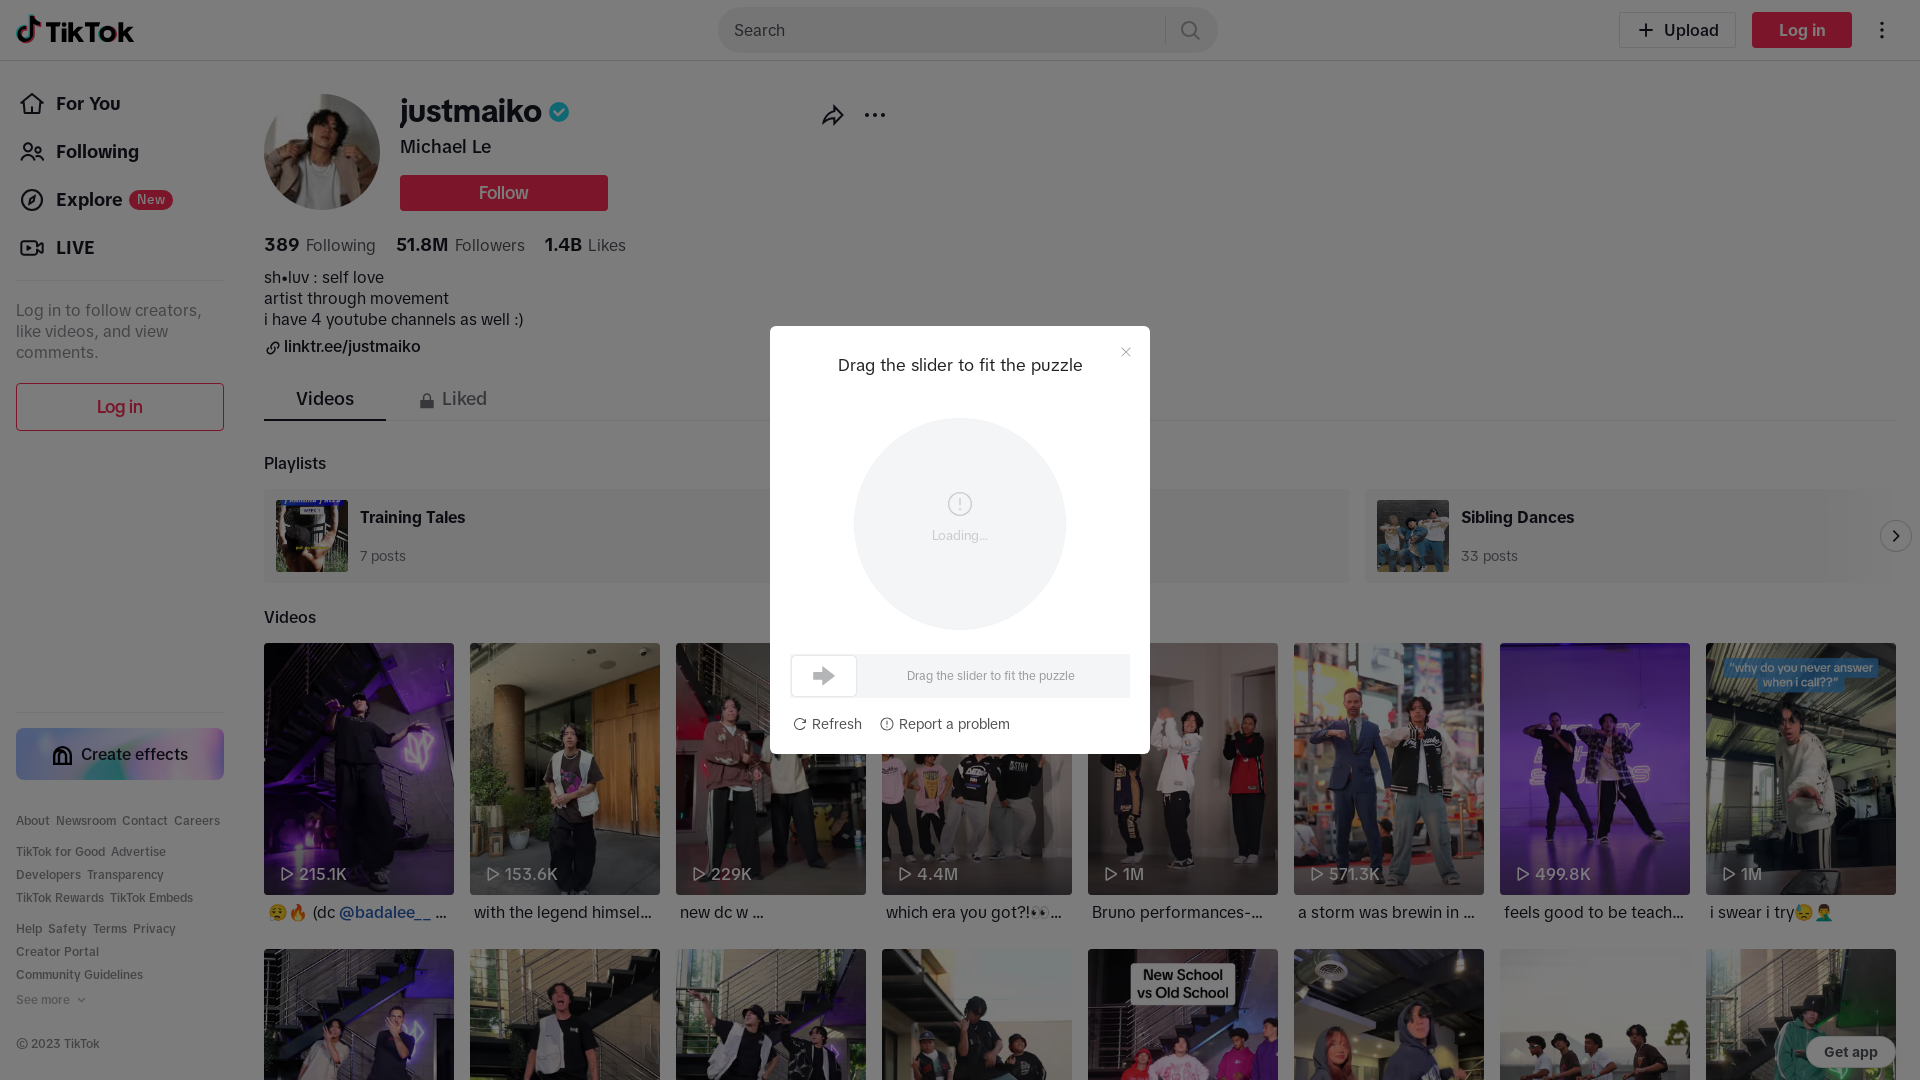 TikTok
Search
Upload
Log in
For You
Following
Explore New
LIVE
Log in to follow creators,
like videos, and view
comments.
Log in
Create effects
About Newsroom Contact Careers
TikTok for Good Advertise
Developers Transparency
TikTok Rewards TikTok Embeds
Help Safety Terms Privacy
Creator Portal
Community Guidelines
See more
© 2023 TikTok
justmaiko
Michael Le
Follow
389 Following 51.8M Followers 1.4B Likes
sh•luv : self love
artist through movement
i have 4 youtube channels as well :)
linktr.ee/justmaiko
Videos
Liked
Playlists
Training Tales
7 posts
Sibling Dances
33 posts
Drag the slider to fit the puzzle
Loading...
Drag the slider to fit the puzzle
Refresh
Report a problem
Videos
"why do you never answer
when i call??"
215.1K
153.6K
229K
4.4M
1M
571.3K
499.8K
1M
😢🔥 (dc @badalee__ ...
with the legend himsel...
new dc w ...
which era you got?!👀...
Bruno performances-...
a storm was brewin in ...
feels good to be teach...
i swear i try😓🤦‍♂️
New School
vs Old School
Get app